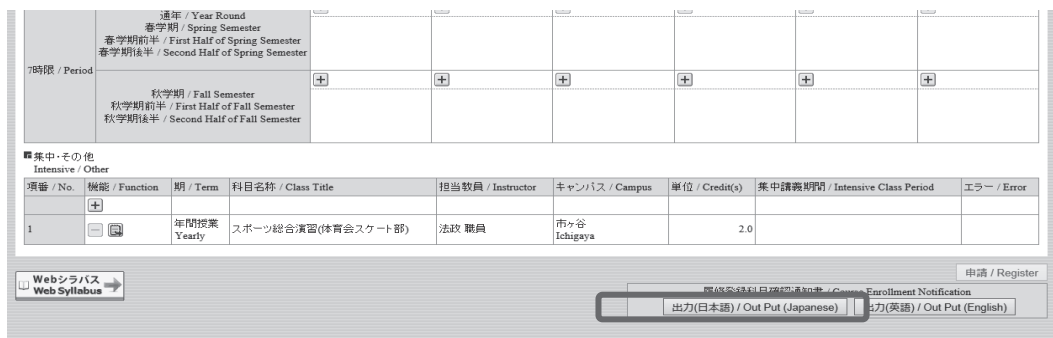 通年 / Year Round
春学期 / Spring Semester
春学期前半 / First Half of Spring Semester
春学期後半 / Second Half of Spring Semester
7時限 / Period
秋学期 / Fall Semester
秋学期前半 / First Half of Fall Semester
秋学期後半 / Second Half of Fall Semester
集中・その他
Intensive / Other
項番 / No. 機能 / Function 期 / Term 科目名称 / Class Title 担当教員 / Instructor キャンパス / Campus 単位 / Credit(s) 集中講義期間 / Intensive Class Period エラー / Error
1 年間授業 スポーツ総合演習(体育会スケート部) 法政 職員 市ヶ谷 2.0
Yearly Ichigaya
Webシラバス
Web Syllabus
申請 / Register
履修登録科目確認通知書 / Course Enrollment Notification
出力(日本語) / Out Put (Japanese) 出力(英語) / Out Put (English)